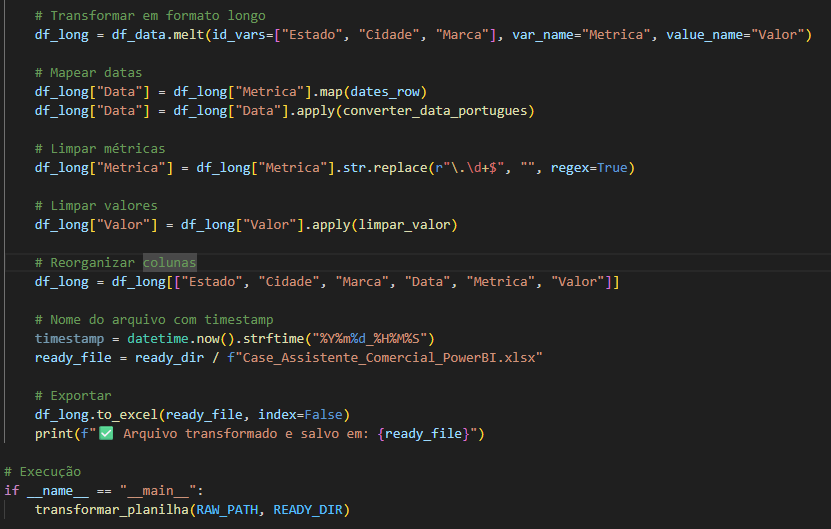 # Transformar em formato longo
df_long = df_data.melt(id_vars=["Estado", "Cidade", "Marca"], var_name="Metrica", value_name="Valor")
# Mapear datas
df_long["Data"] = df_long["Metrica"].map(dates_row)
df_long["Data"] = df_long["Data"].apply(converter_data_portugues)
# Limpar métricas
df_long["Metrica"] = df_long["Metrica"].str.replace(r"\.\d+$", "", regex=True)
# Limpar valores
df_long["Valor"] = df_long["Valor"].apply(limpar_valor)
# Reorganizar colunas
df_long = df_long[["Estado", "Cidade", "Marca", "Data", "Metrica", "Valor"]]
# Nome do arquivo com timestamp
timestamp = datetime.now().strftime("%Y%m%d_%H%M%S")
ready_file = ready_dir / f"Case_Assistente_Comercial_PowerBI.xlsx"
# Exportar
df_long.to_excel(ready_file, index=False)
print(f"✅ Arquivo transformado e salvo em: {ready_file}")
# Execução
if __name__ == "__main__":
transformar_planilha(RAW_PATH, READY_DIR)